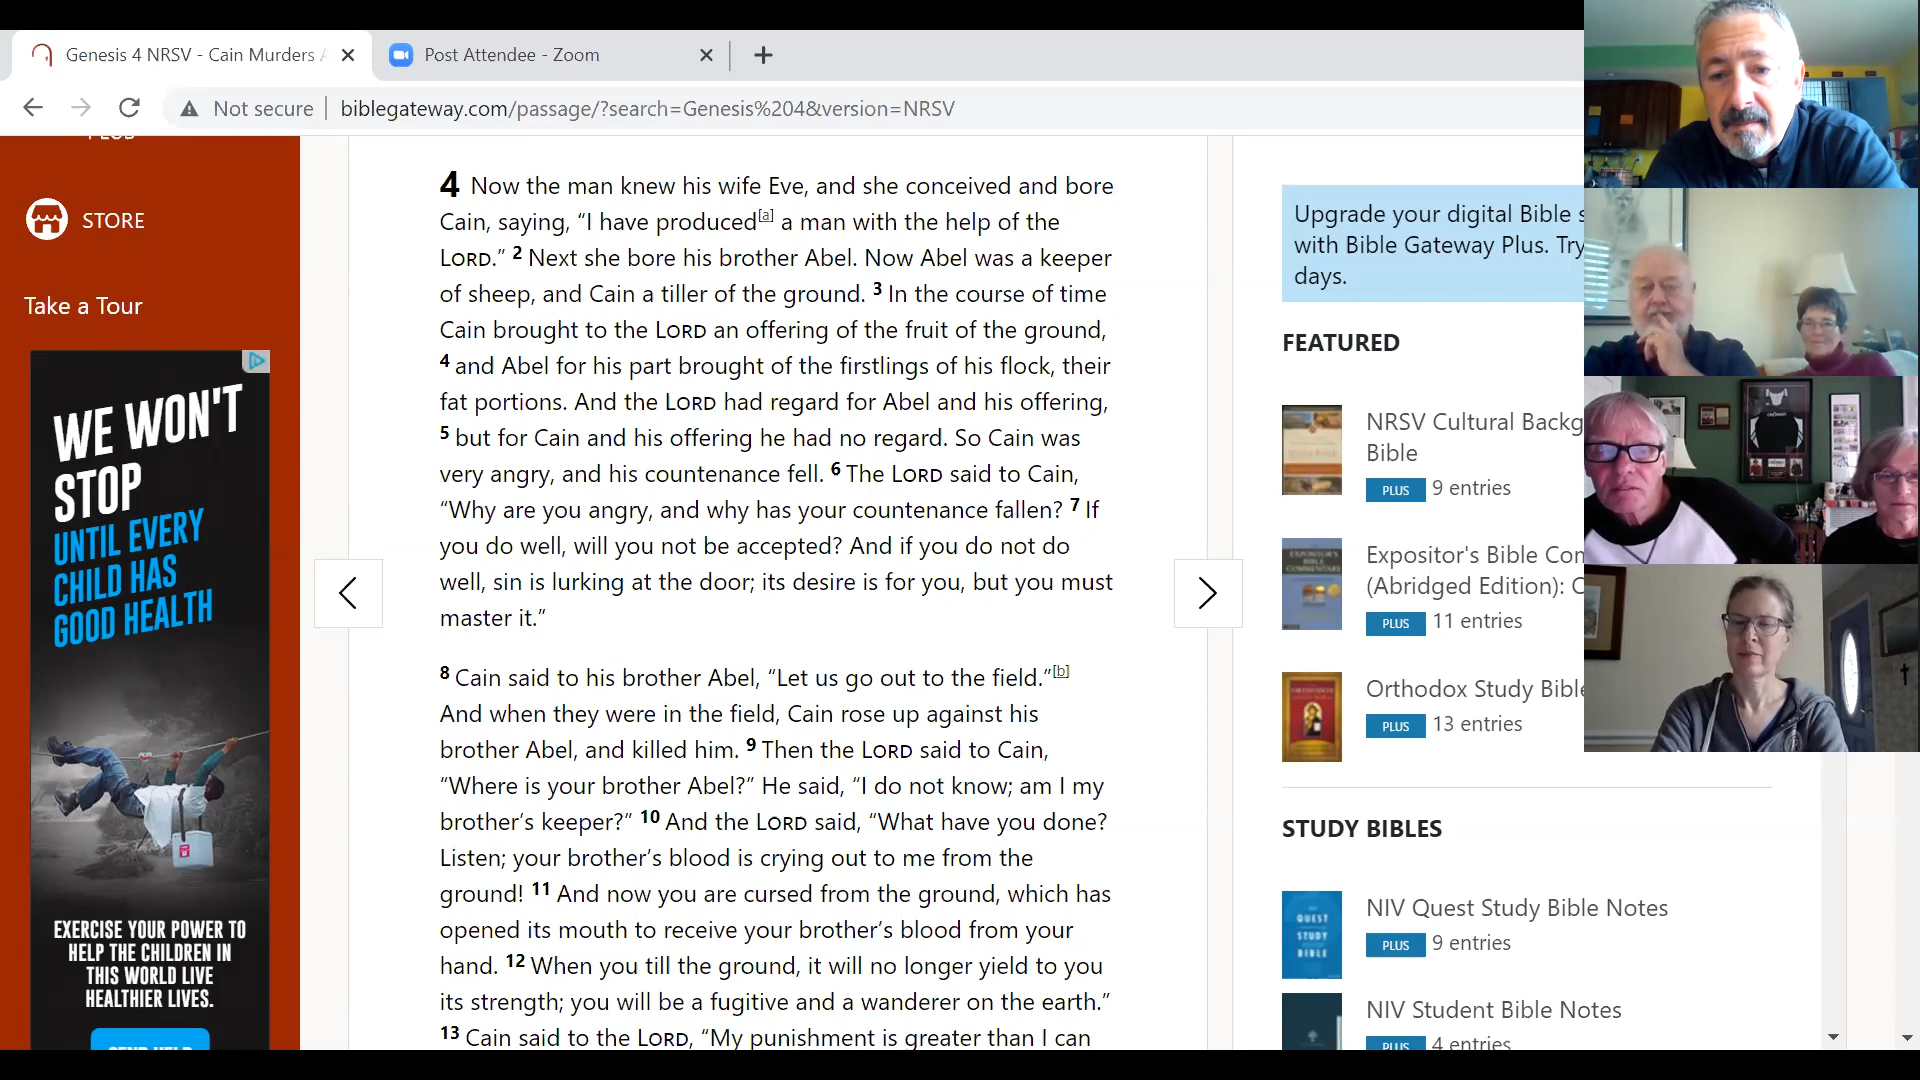 Genesis 4 NRSV - Cain Murders A
Post Attendee - Zoom
Not secure
biblegateway.com/passage/?search=Genesis%204&version=NRSV
PLUS
STORE
Take a Tour
WE WON'T
STOP
UNTIL EVERY
CHILD HAS
GOOD HEALTH
EXERCISE YOUR POWER TO
HELP THE CHILDREN IN
THIS WORLD LIVE
HEALTHIER LIVES.
SEND HELP
4 Now the man knew his wife Eve, and she conceived and bore
Cain, saying, “I have produced[a] a man with the help of the
LORD.” 2 Next she bore his brother Abel. Now Abel was a keeper
of sheep, and Cain a tiller of the ground. 3 In the course of time
Cain brought to the LORD an offering of the fruit of the ground,
4 and Abel for his part brought of the firstlings of his flock, their
fat portions. And the LORD had regard for Abel and his offering,
5 but for Cain and his offering he had no regard. So Cain was
very angry, and his countenance fell. 6 The LORD said to Cain,
“Why are you angry, and why has your countenance fallen? 7 If
you do well, will you not be accepted? And if you do not do
well, sin is lurking at the door; its desire is for you, but you must
master it.”
8 Cain said to his brother Abel, “Let us go out to the field.”[b]
And when they were in the field, Cain rose up against his
brother Abel, and killed him. 9 Then the LORD said to Cain,
“Where is your brother Abel?” He said, “I do not know; am I my
brother’s keeper?” 10 And the LORD said, “What have you done?
Listen; your brother’s blood is crying out to me from the
ground! 11 And now you are cursed from the ground, which has
opened its mouth to receive your brother’s blood from your
hand. 12 When you till the ground, it will no longer yield to you
its strength; you will be a fugitive and a wanderer on the earth.”
13 Cain said to the LORD, “My punishment is greater than I can
Upgrade your digital Bible s
with Bible Gateway Plus. Try
days.
FEATURED
NRSV Cultural Backg
Bible
PLUS 9 entries
Expositor's Bible Com
(Abridged Edition):
PLUS 11 entries
Orthodox Study Bible
PLUS 13 entries
STUDY BIBLES
QUEST
STUDY
BIBLE
NIV Quest Study Bible Notes
PLUS 9 entries
NIV Student Bible Notes
PLUS 4 entries